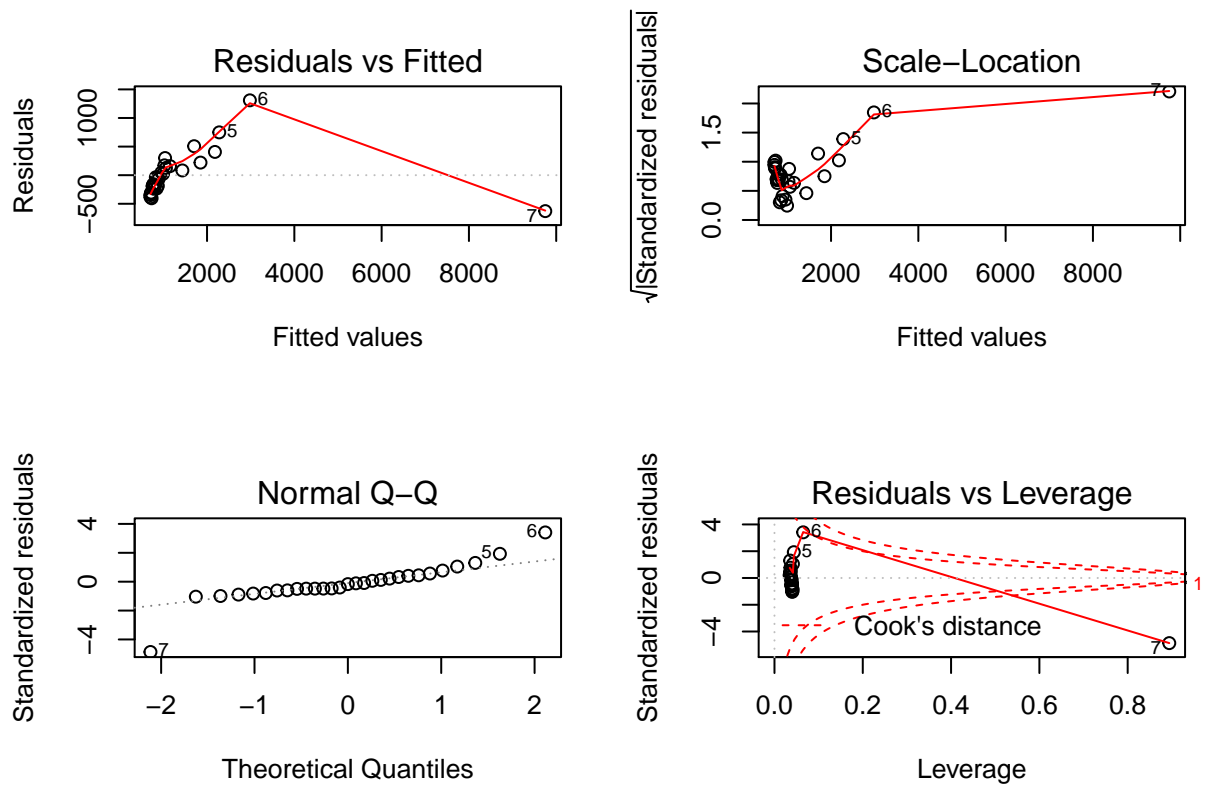 Residuals vs Fitted
Residuals
1000
−500
6
5
7
2000 4000 6000 8000
Fitted values
Scale−Location
√|Standardized residuals|
1.5
0.0
7
6
5
2000 4000 6000 8000
Fitted values
Normal Q−Q
Standardized residuals
4
0
−4
6
5
7
−2 −1 0 1 2
Theoretical Quantiles
Residuals vs Leverage
Standardized residuals
4
0
−4
6
5
1
Cook's distance
7
0.0 0.2 0.4 0.6 0.8
Leverage